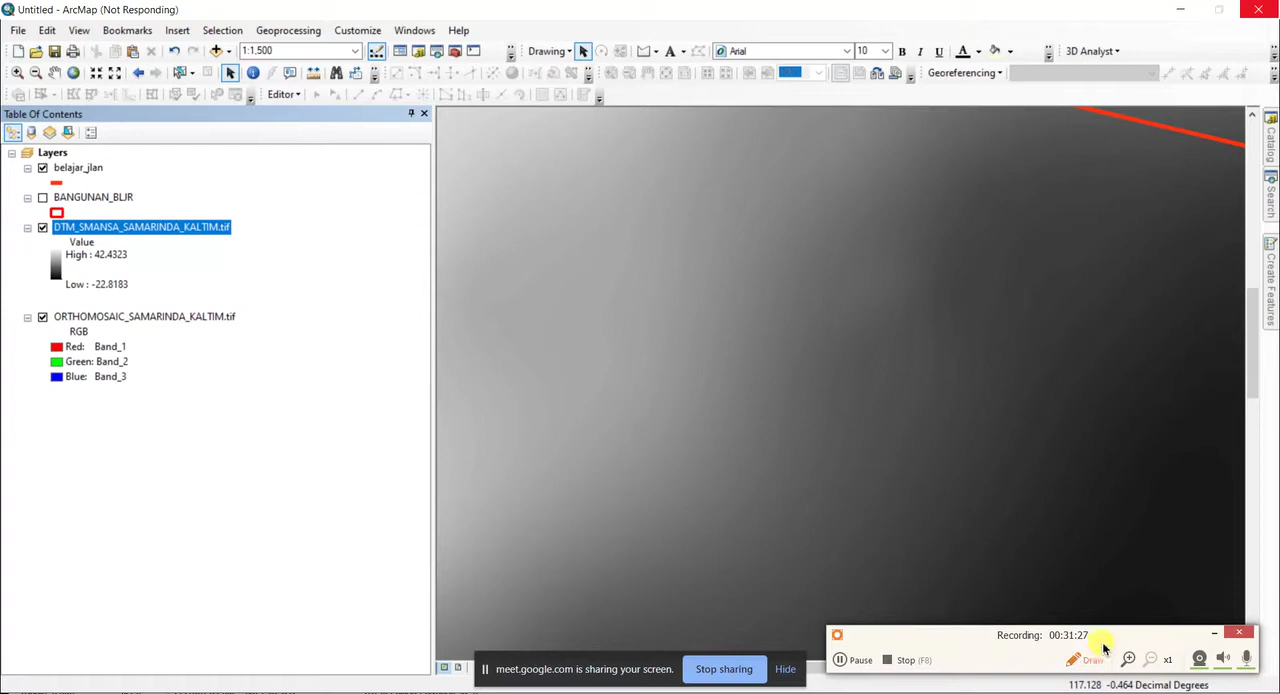 Untitled - ArcMap (Not Responding)
File Edit View Bookmarks Insert Selection Geoprocessing Customize Windows Help
1:1,500 Drawing A Arial 10 B I U A 3D Analyst
Georeferencing
Editor
Table Of Contents
Layers
belajar_jlan
BANGUNAN_BLJR
DTM_SMANSA_SAMARINDA_KALTIM.tif
Value
High : 42.4323
Low : -22.8183
ORTHOMOSAIC_SAMARINDA_KALTIM.tif
RGB
Red: Band_1
Green: Band_2
Blue: Band_3
Catalog
Search
Create Features
Recording: 00:31:27
Pause Stop (F8) Draw x1
meet.google.com is sharing your screen. Stop sharing Hide
117.128 -0.464 Decimal Degrees